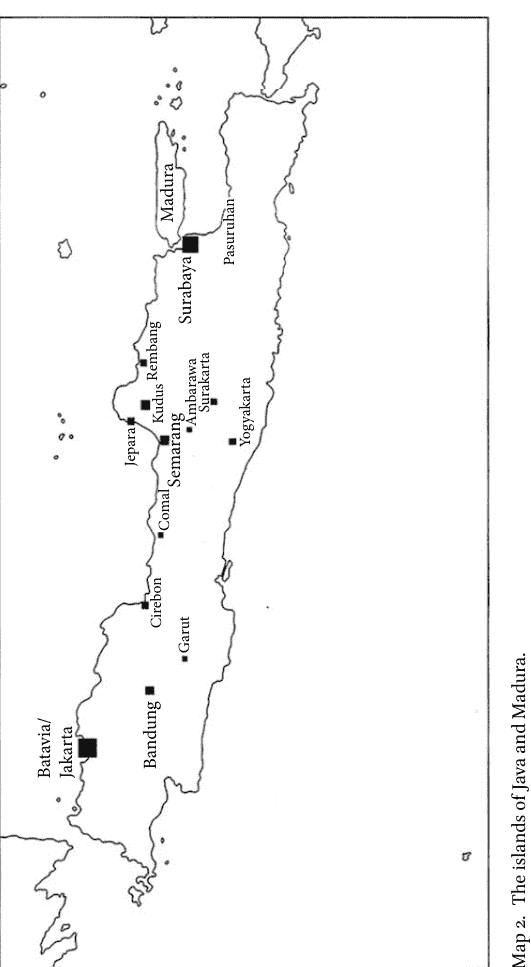 Batavia/
Jakarta
Bandung
Garut
Cirebon
Comal
Semarang
Jepara
Kudus
Rembang
Ambarawa
Surakarta
Yogyakarta
Surabaya
Madura
Pasuruhan
Map 2. The islands of Java and Madura.